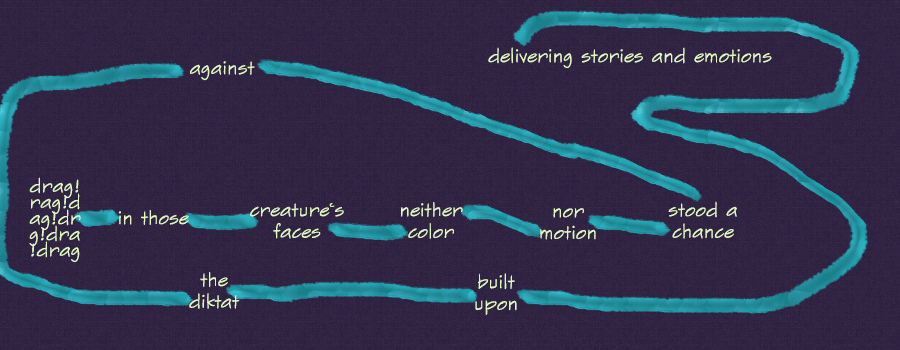 drag!
rag!d
ag!dr
g!dra
!drag
in those
creature's
faces
neither
color
nor
motion
stood a
chance
against
the
diktat
built
upon
delivering stories and emotions